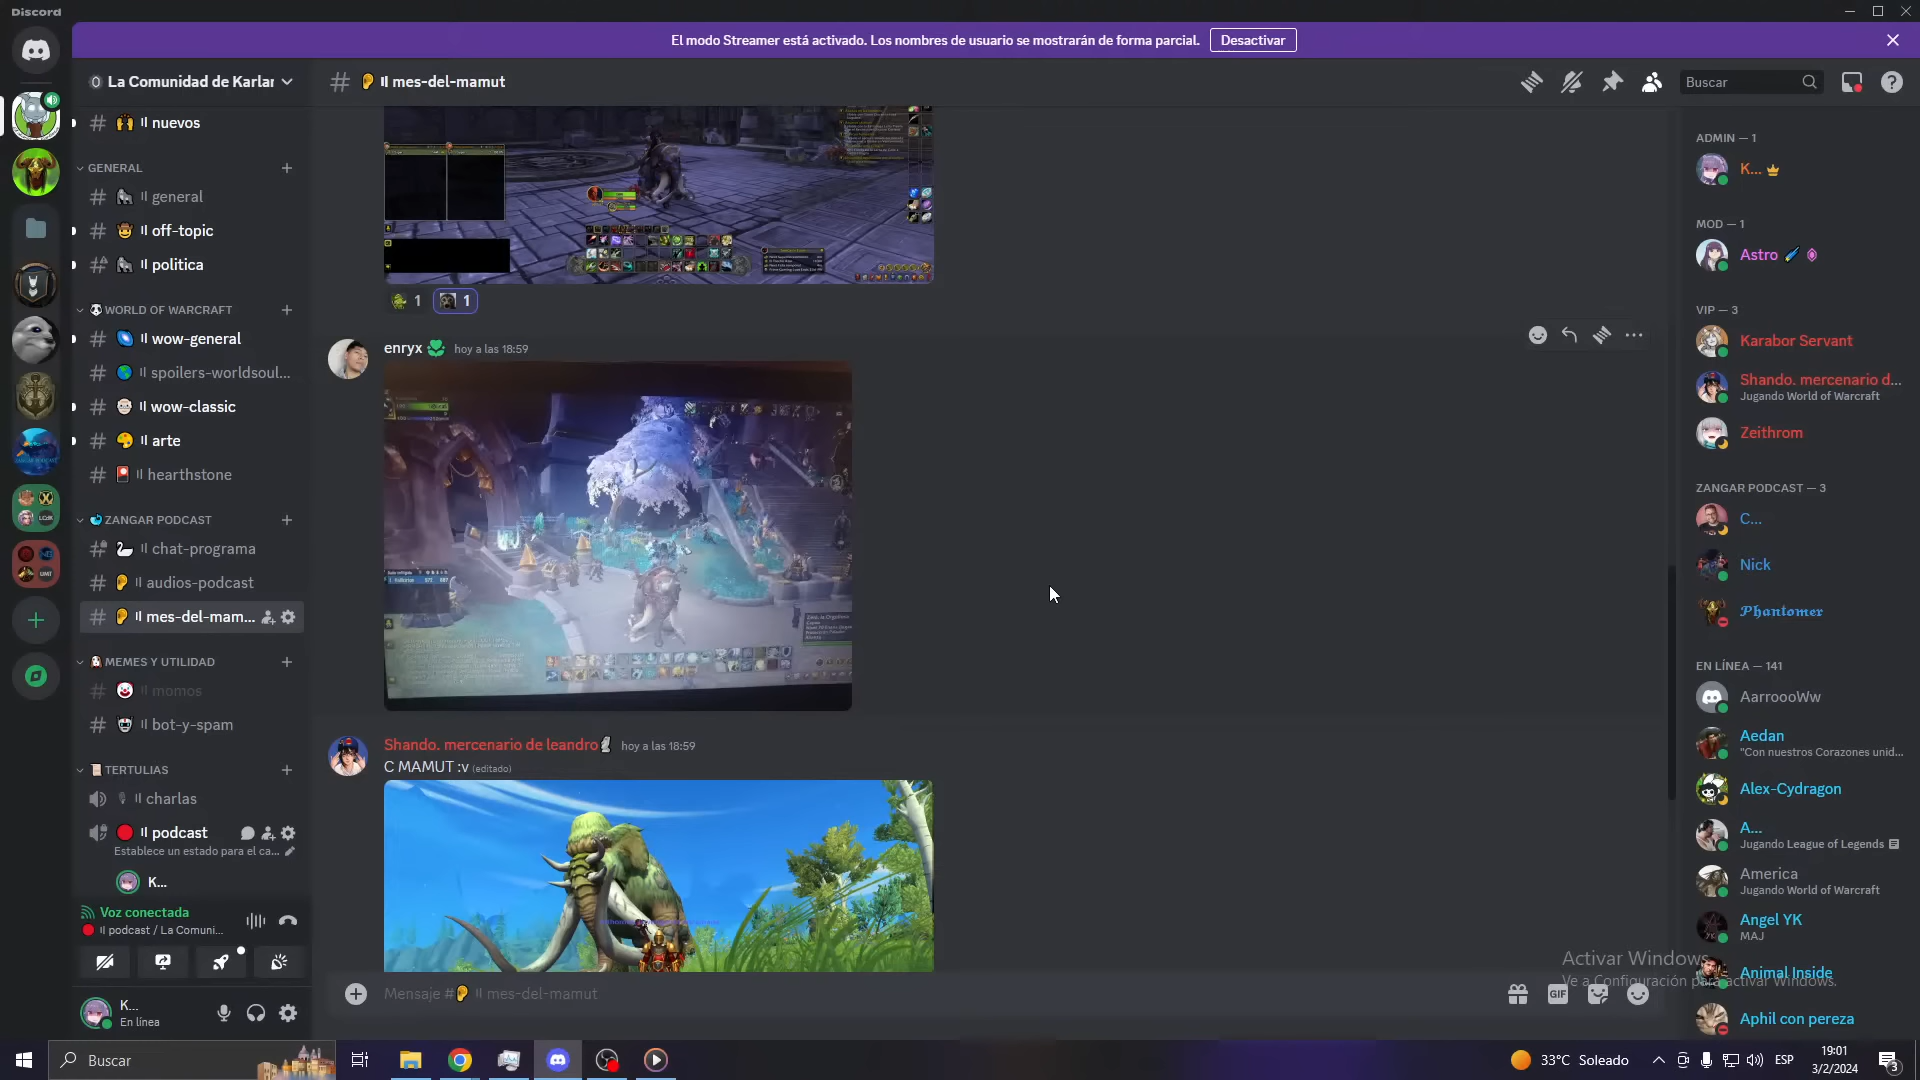 Discord
El modo Streamer está activado. Los nombres de usuario se mostrarán de forma parcial.
Desactivar
La Comunidad de Karlar
nuevos
GENERAL
general
off-topic
politica
WORLD OF WARCRAFT
wow-general
spoilers-worldsoul...
wow-classic
arte
hearthstone
ZANGAR PODCAST
chat-programa
audios-podcast
mes-del-mam...
MEMES Y UTILIDAD
momos
bot-y-spam
TERTULIAS
charlas
podcast
Establece un estado para el ca...
K...
Voz conectada
podcast / La Comuni...
K...
En línea
mes-del-mamut
Buscar
1
1
enryx hoy a las 18:59
Shando. mercenario de leandro hoy a las 18:59
C MAMUT :v (editado)
Mensaje # mes-del-mamut
GIF
ADMIN — 1
K...
MOD — 1
Astro
VIP — 3
Karabor Servant
Shando. mercenario d...
Jugando World of Warcraft
Zeithrom
ZANGAR PODCAST — 3
C...
Nick
𝕻𝖍𝖆𝖓𝖙𝖔𝖒𝖊𝖗
EN LÍNEA — 141
AarroooWw
Aedan
"Con nuestros Corazones unid...
Alex-Cydragon
A...
Jugando League of Legends
America
Jugando World of Warcraft
Angel YK
MAJ
Animal Inside
Aphil con pereza
Activar Windows
Ve a Configuración para activar Windows.
Buscar
33°C Soleado
ESP
19:01
3/2/2024
3